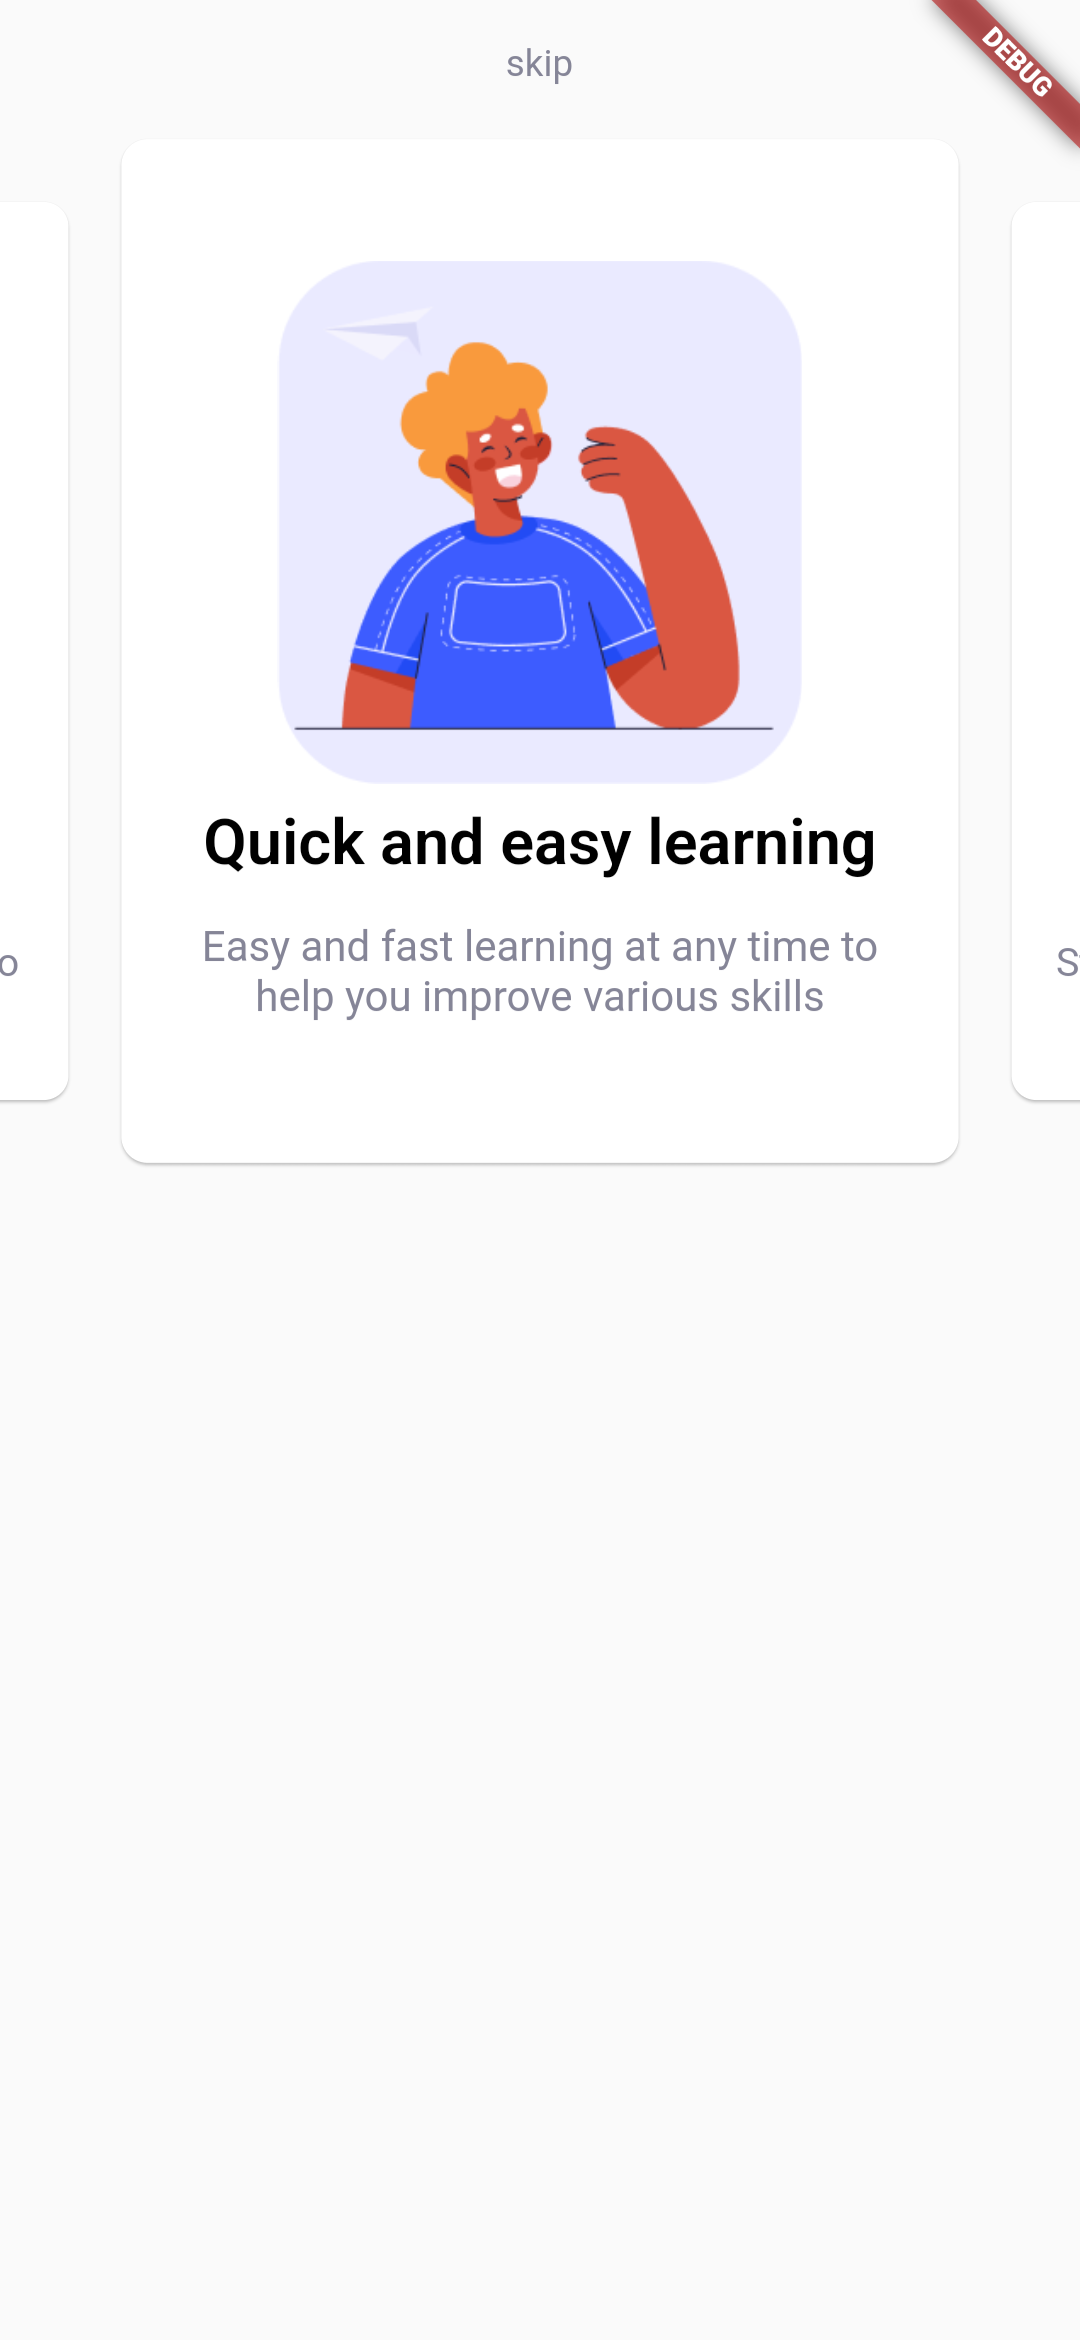 skip
DEBUG
Quick and easy learning
Easy and fast learning at any time to
help you improve various skills